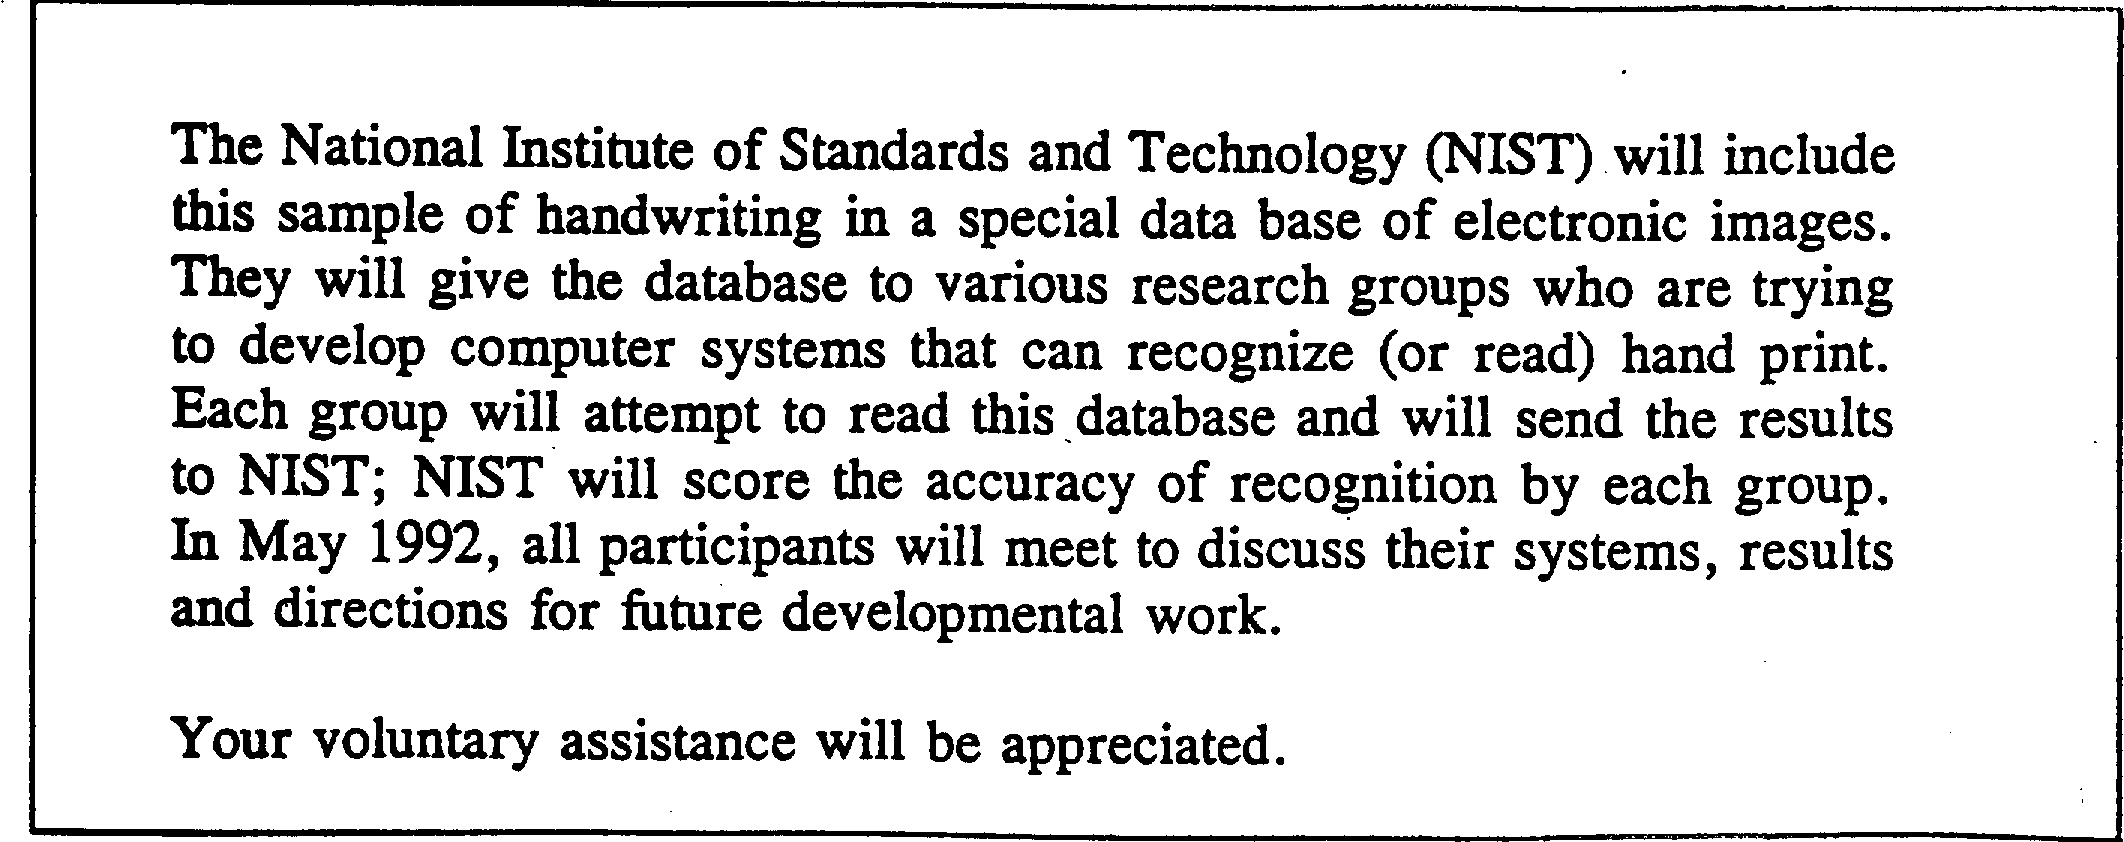 The National Institute of Standards and Technology (NIST) will include
this sample of handwriting in a special data base of electronic images.
They will give the database to various research groups who are trying
to develop computer systems that can recognize (or read) hand print.
Each group will attempt to read this database and will send the results
to NIST; NIST will score the accuracy of recognition by each group.
In May 1992, all participants will meet to discuss their systems, results
and directions for future developmental work.
Your voluntary assistance will be appreciated.